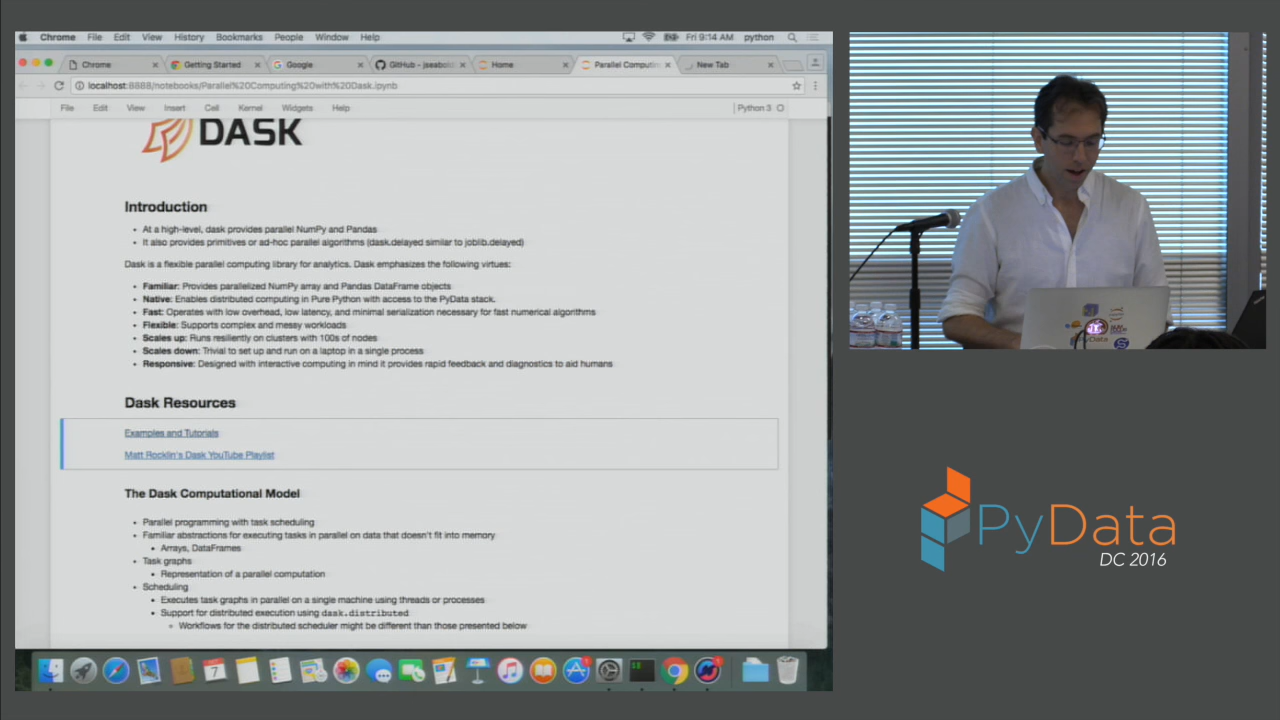 Chrome File Edit View History Bookmarks People Window Help Fri 9:14 AM python
Chrome Getting Started Google GitHub - jseabol Home Parallel Computin New Tab
localhost:8888/notebooks/Parallel%20Computing%20with%20Dask.ipynb
File Edit View Insert Cell Kernel Widgets Help Python 3
DASK
Introduction
• At a high-level, dask provides parallel NumPy and Pandas
• It also provides primitives or ad-hoc parallel algorithms (dask.delayed similar to joblib.delayed)
Dask is a flexible parallel computing library for analytics. Dask emphasizes the following virtues:
• Familiar: Provides parallelized NumPy array and Pandas DataFrame objects
• Native: Enables distributed computing in Pure Python with access to the PyData stack.
• Fast: Operates with low overhead, low latency, and minimal serialization necessary for fast numerical algorithms
• Flexible: Supports complex and messy workloads
• Scales up: Runs resiliently on clusters with 100s of nodes
• Scales down: Trivial to set up and run on a laptop in a single process
• Responsive: Designed with interactive computing in mind it provides rapid feedback and diagnostics to aid humans
Dask Resources
Examples and Tutorials
Matt Rocklin's Dask YouTube Playlist
The Dask Computational Model
• Parallel programming with task scheduling
• Familiar abstractions for executing tasks in parallel on data that doesn't fit into memory
• Arrays, DataFrames
• Task graphs
• Representation of a parallel computation
• Scheduling
• Executes task graphs in parallel on a single machine using threads or processes
• Support for distributed execution using dask.distributed
◦ Workflows for the distributed scheduler might be different than those presented below
7
PyData
PyData
DC 2016